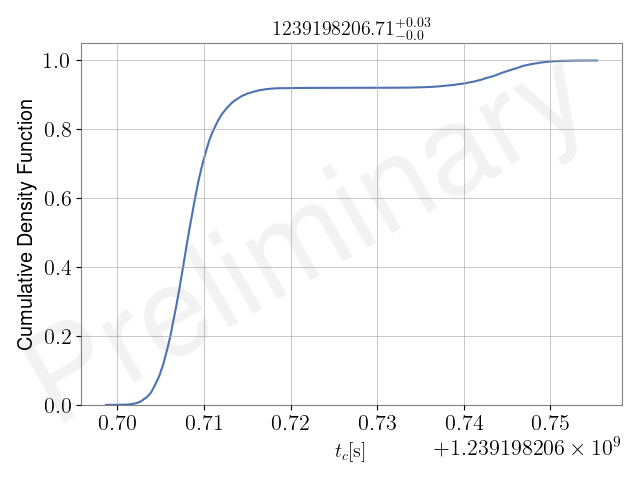 1239198206.71^{+0.03}_{-0.0}
Cumulative Density Function
1.0
0.8
0.6
0.4
0.2
0.0
0.70 0.71 0.72 0.73 0.74 0.75
t_c[s]
+1.239198206 × 10^9
Preliminary